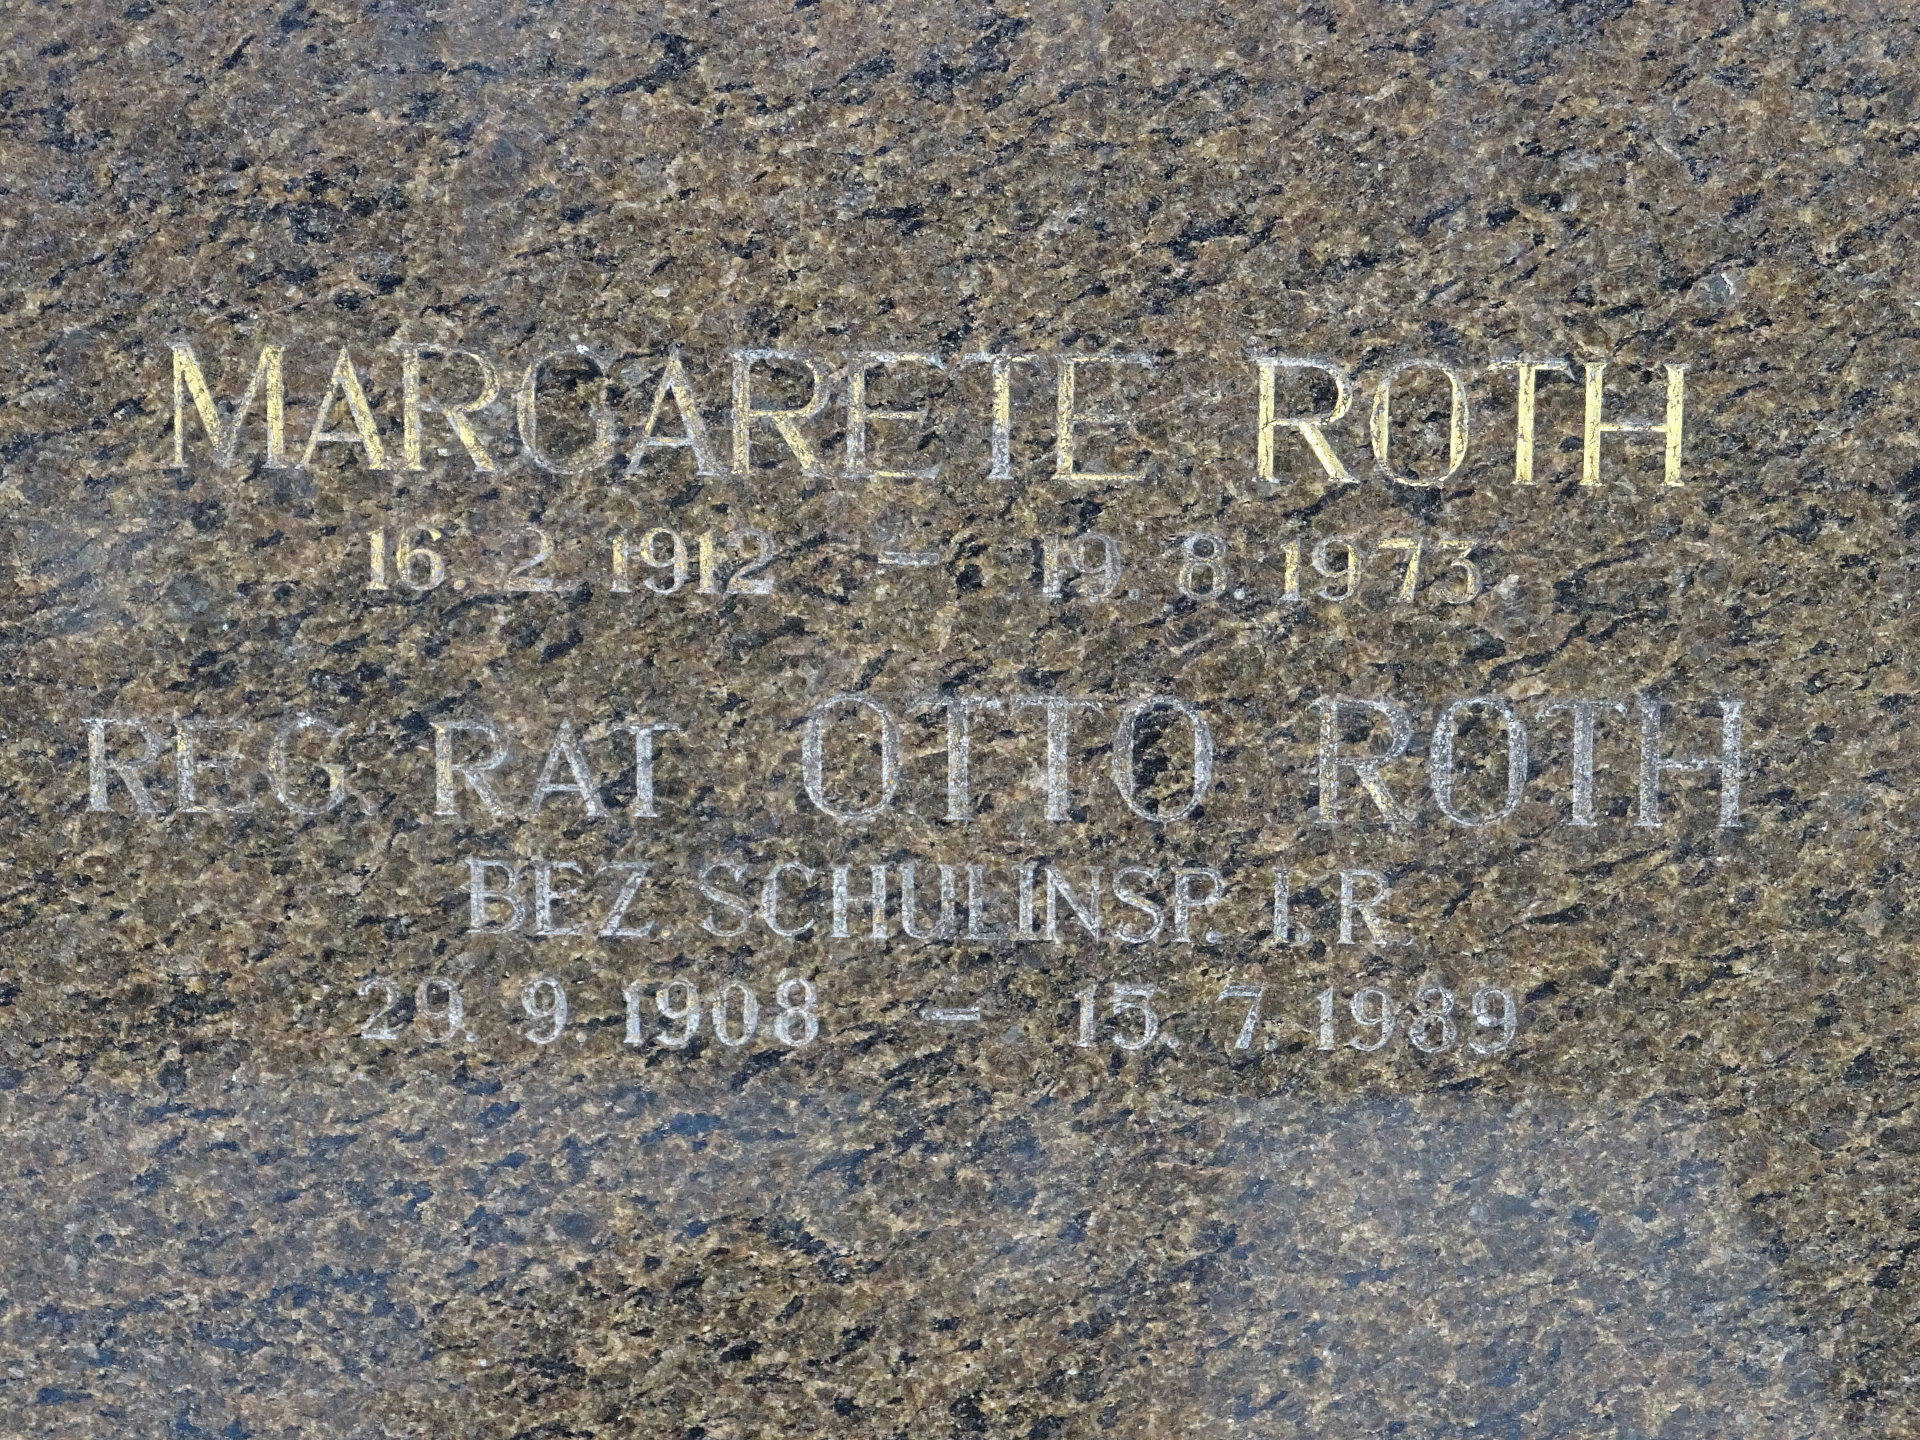 MARGARETE ROTH
16. 2. 1912 – 19. 8. 1973
REG. RAT OTTO ROTH
BEZ. SCHULINSP. I. R.
29. 9. 1908 – 15. 7. 1989